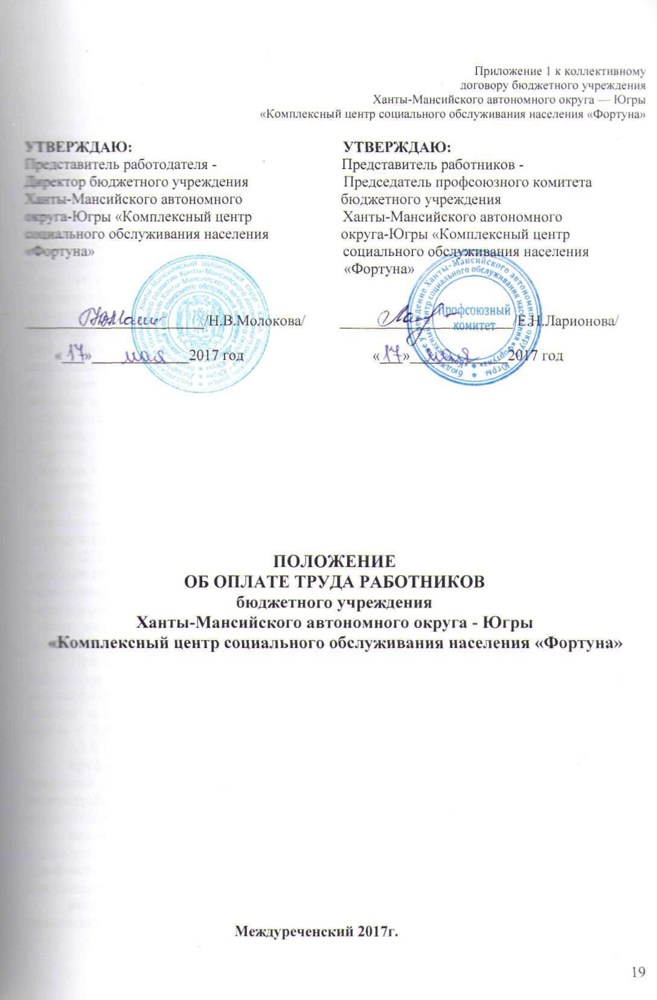 Приложение 1 к коллективному
договору бюджетного учреждения
Ханты-Мансийского автономного округа — Югры
«Комплексный центр социального обслуживания населения «Фортуна»
УТВЕРЖДАЮ:
Представитель работодателя -
Директор бюджетного учреждения
Ханты-Мансийского автономного
округа-Югры «Комплексный центр
социального обслуживания населения
«Фортуна»
/Н.В.Молокова/
«17» мая 2017 год
УТВЕРЖДАЮ:
Представитель работников -
Председатель профсоюзного комитета
бюджетного учреждения
Ханты-Мансийского автономного
округа-Югры «Комплексный центр
социального обслуживания населения
«Фортуна»
Профсоюзный
комитет
/Е.Н.Ларионова/
«17» мая 2017 год
ПОЛОЖЕНИЕ
ОБ ОПЛАТЕ ТРУДА РАБОТНИКОВ
бюджетного учреждения
Ханты-Мансийского автономного округа - Югры
«Комплексный центр социального обслуживания населения «Фортуна»
Междуреченский 2017г.
19